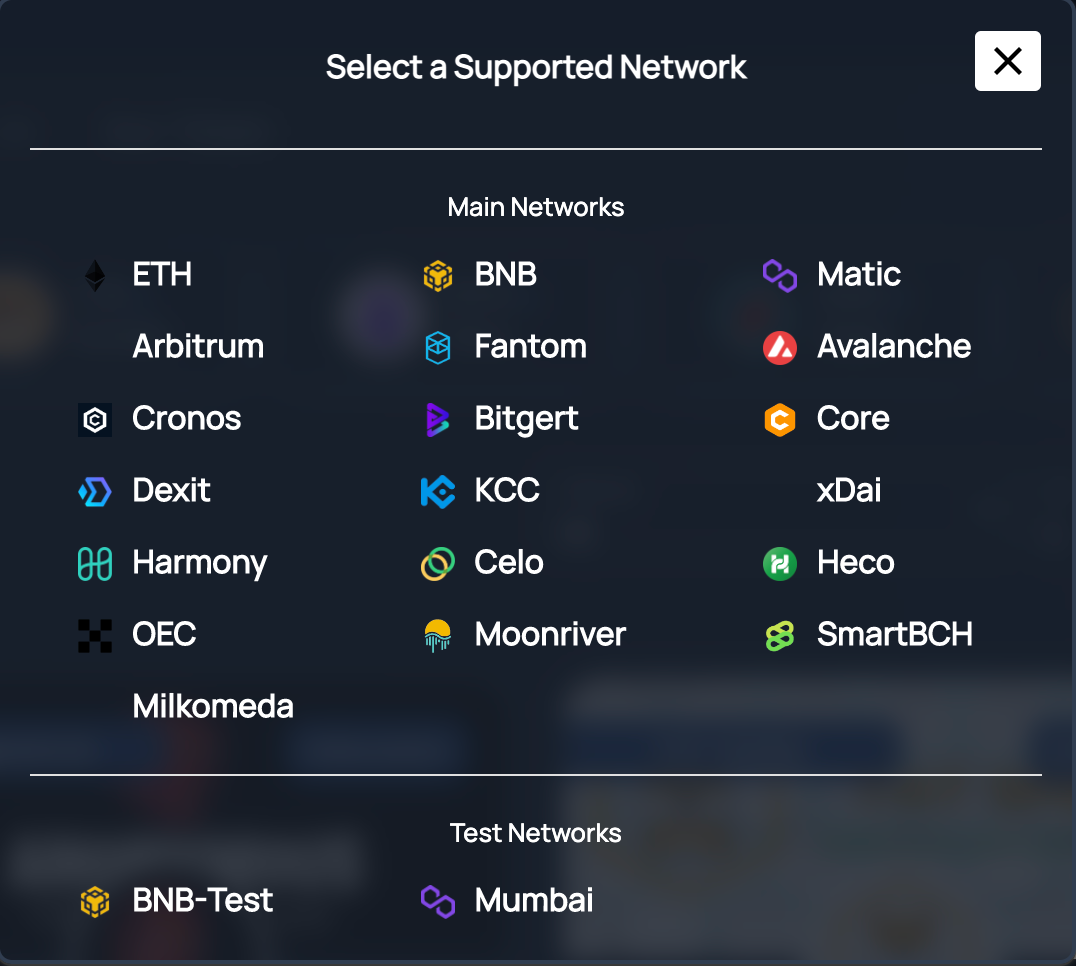 Select a Supported Network
Main Networks
ETH
BNB
Matic
Arbitrum
Fantom
Avalanche
Cronos
Bitgert
Core
Dexit
KCC
xDai
Harmony
Celo
Heco
OEC
Moonriver
SmartBCH
Milkomeda
Test Networks
BNB-Test
Mumbai